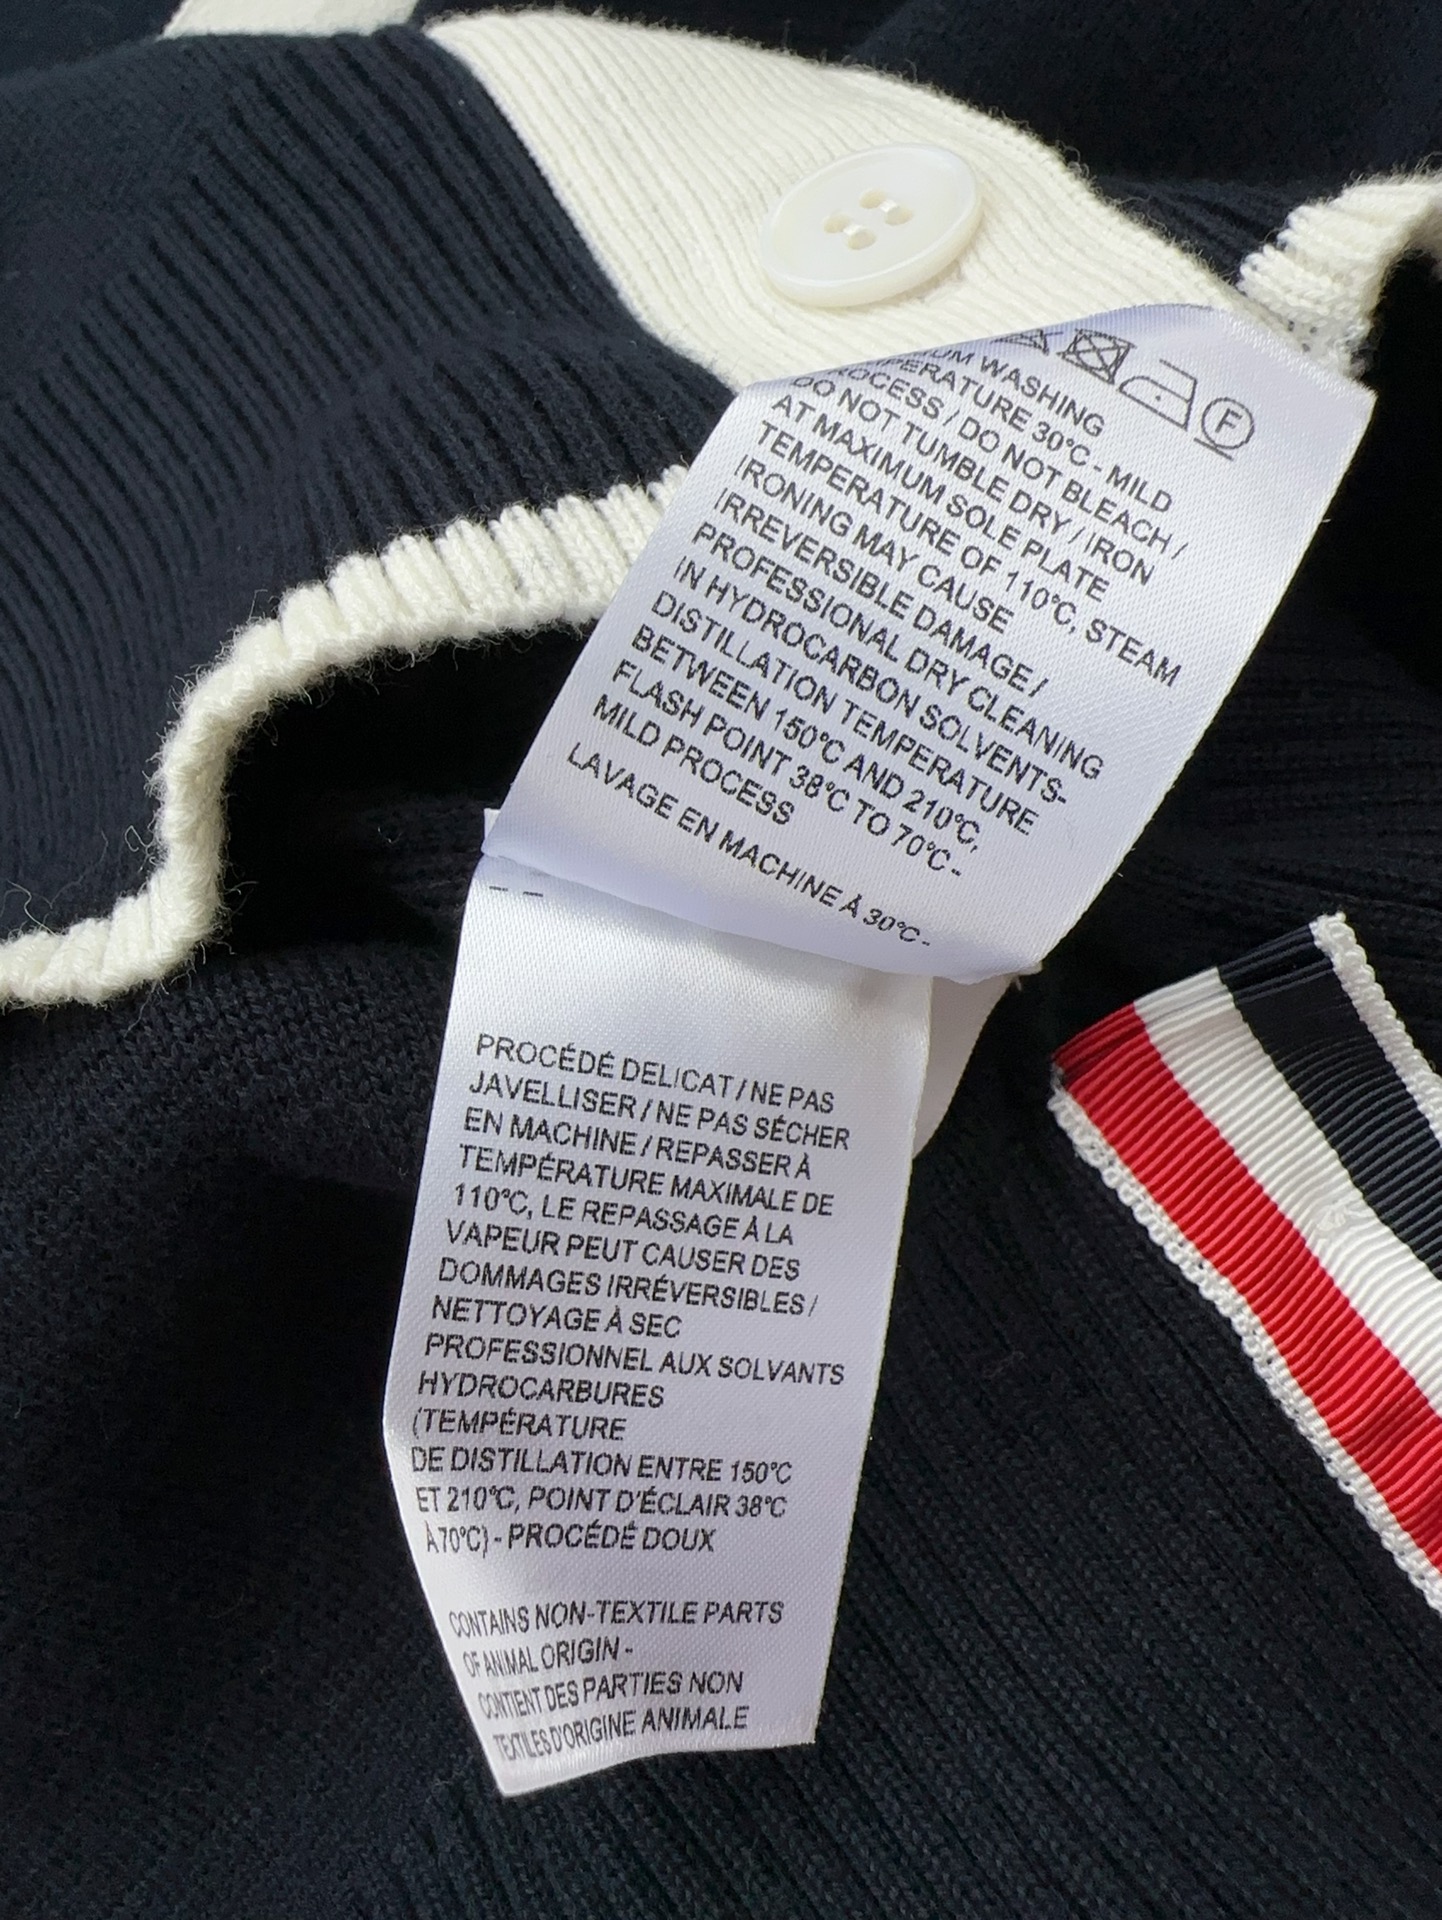 WASHING
TEMPERATURE 30°C - MILD
PROCESS / DO NOT BLEACH /
DO NOT TUMBLE DRY / IRON
AT MAXIMUM SOLE PLATE
TEMPERATURE OF 110°C, STEAM
IRONING MAY CAUSE
IRREVERSIBLE DAMAGE /
PROFESSIONAL DRY CLEANING
IN HYDROCARBON SOLVENTS-
DISTILLATION TEMPERATURE
BETWEEN 150°C AND 210°C,
FLASH POINT 38°C TO 70°C -
MILD PROCESS
LAVAGE EN MACHINE À 30°C -
PROCÉDÉ DELICAT / NE PAS
JAVELLISER / NE PAS SÉCHER
EN MACHINE / REPASSER À
TEMPÉRATURE MAXIMALE DE
110°C, LE REPASSAGE À LA
VAPEUR PEUT CAUSER DES
DOMMAGES IRRÉVERSIBLES /
NETTOYAGE À SEC
PROFESSIONNEL AUX SOLVANTS
HYDROCARBURES
(TEMPÉRATURE
DE DISTILLATION ENTRE 150°C
ET 210°C, POINT D'ÉCLAIR 38°C
À 70°C) - PROCÉDÉ DOUX
CONTAINS NON-TEXTILE PARTS
OF ANIMAL ORIGIN -
CONTIENT DES PARTIES NON
TEXTILES D'ORIGINE ANIMALE
F